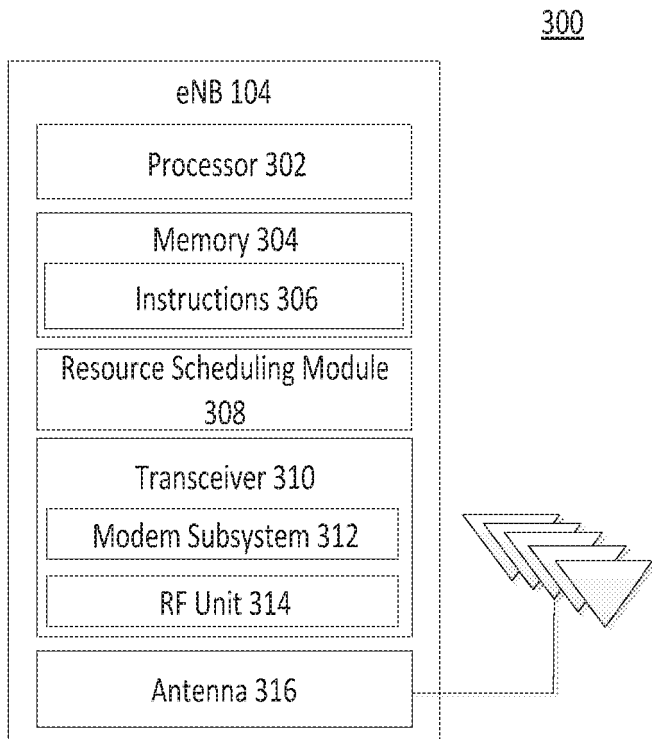 300
eNB 104
Processor 302
Memory 304
Instructions 306
Resource Scheduling Module
308
Transceiver 310
Modem Subsystem 312
RF Unit 314
Antenna 316